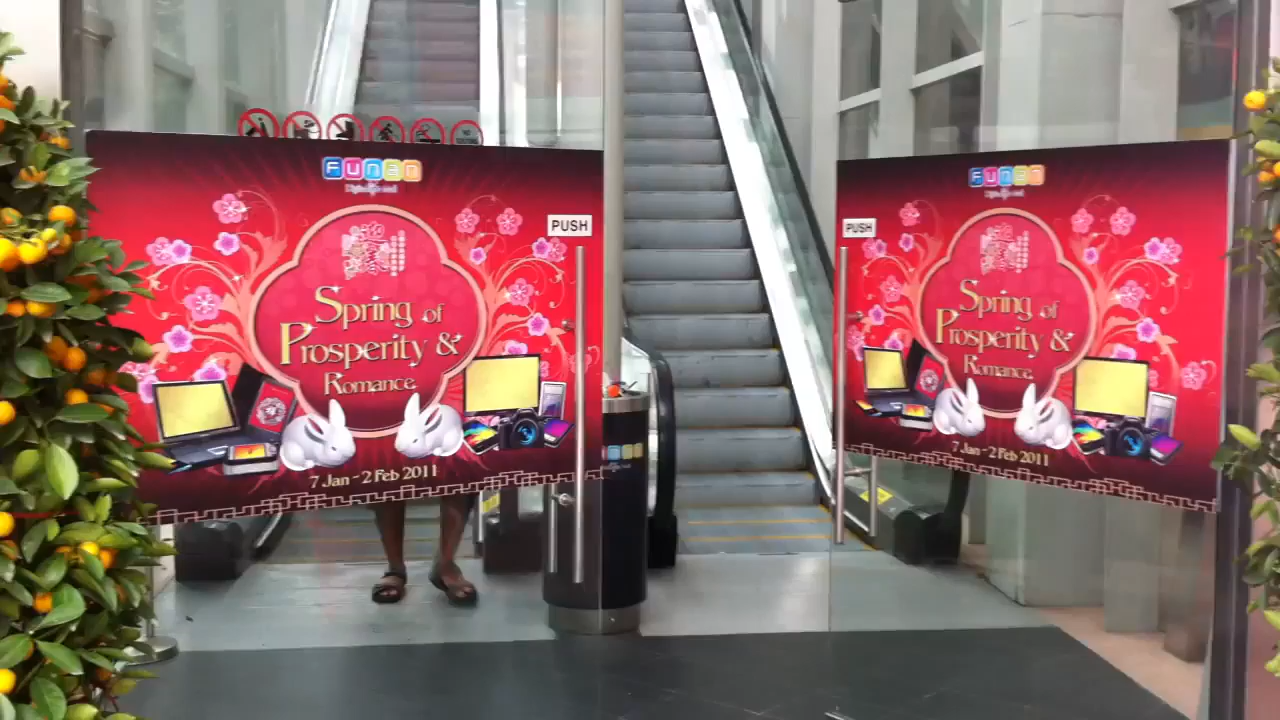 FUNAN
PUSH
Spring of
Prosperity &
Romance
7 Jan - 2 Feb 2011
FUNAN
PUSH
Spring of
Prosperity &
Romance
7 Jan - 2 Feb 2011
FUNAN